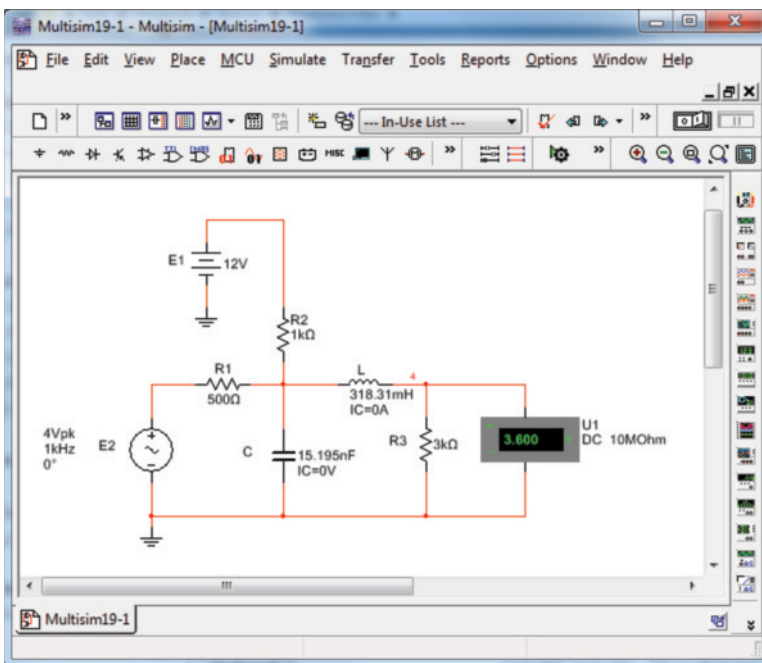 Multisim19-1 - Multisim - [Multisim19-1]
File Edit View Place MCU Simulate Transfer Tools Reports Options Window Help
--- In-Use List ---
MISC
E1
12V
R2
1kΩ
R1
500Ω
L
318.31mH
IC=0A
4
4Vpk
1kHz
0°
E2
C
15.195nF
IC=0V
R3
3kΩ
3.600
U1
DC 10MOhm
Multisim19-1